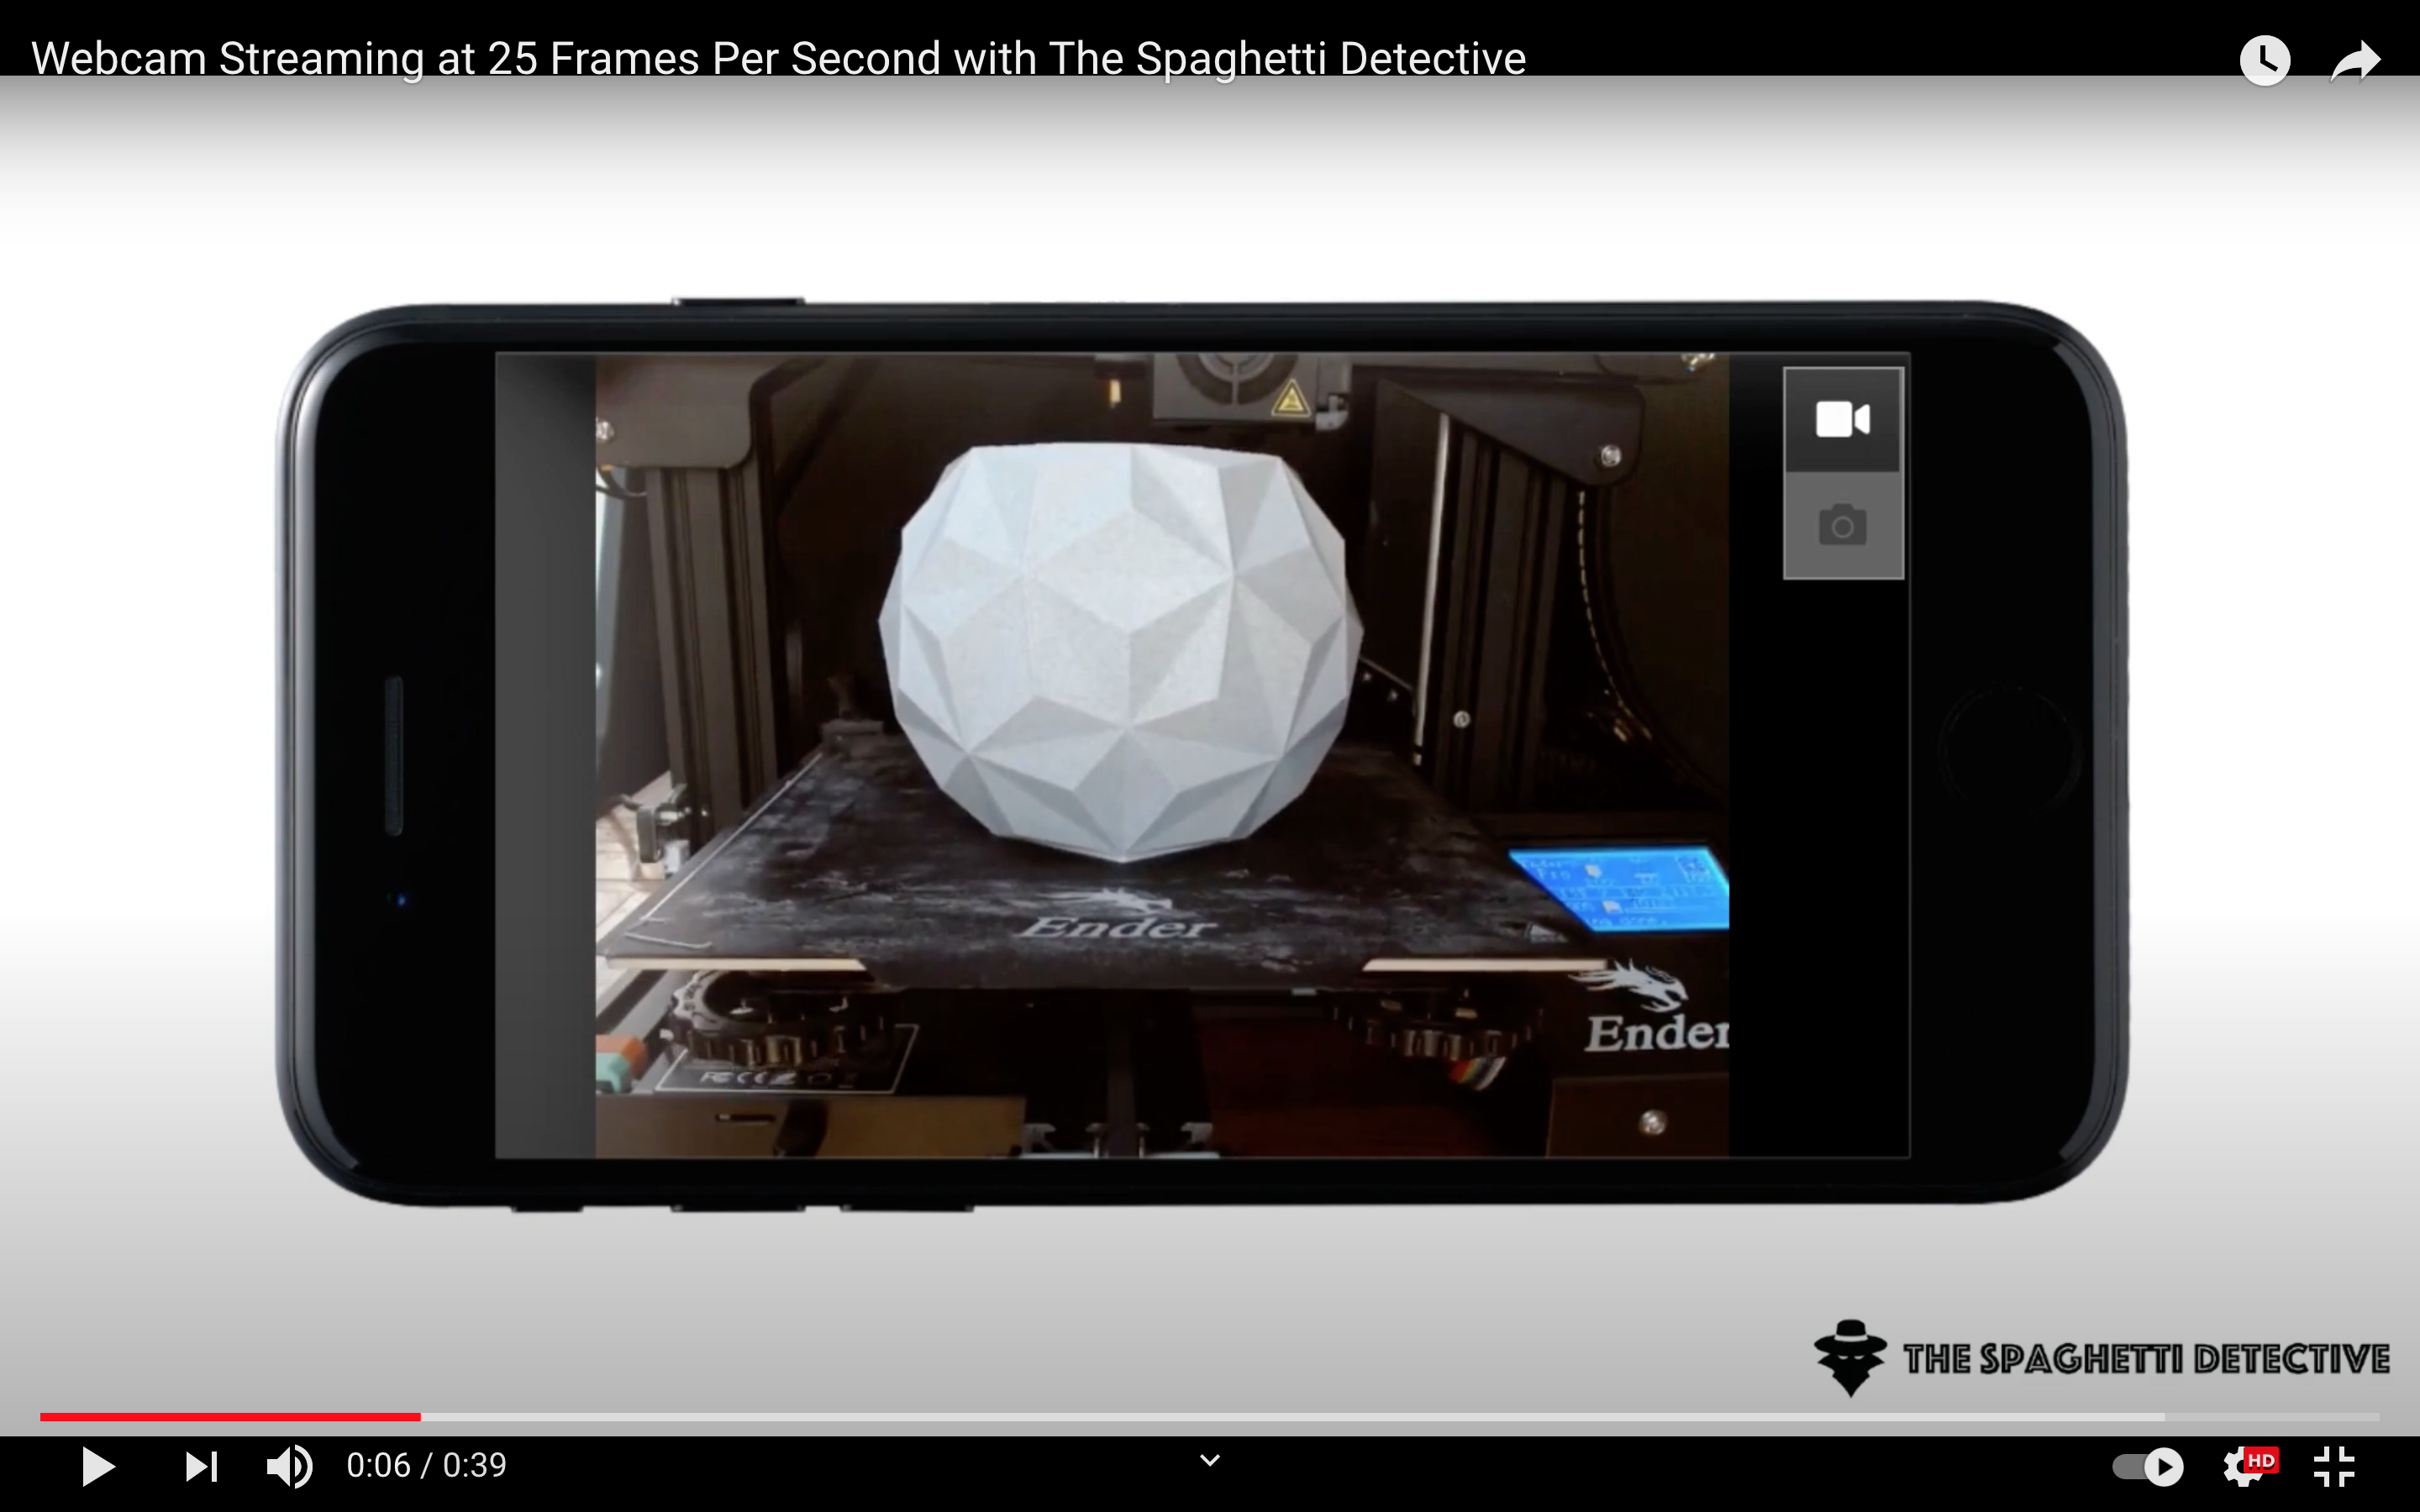 Webcam Streaming at 25 Frames Per Second with The Spaghetti Detective
Ender
Ender
THE SPAGHETTI DETECTIVE
0:06 / 0:39
HD